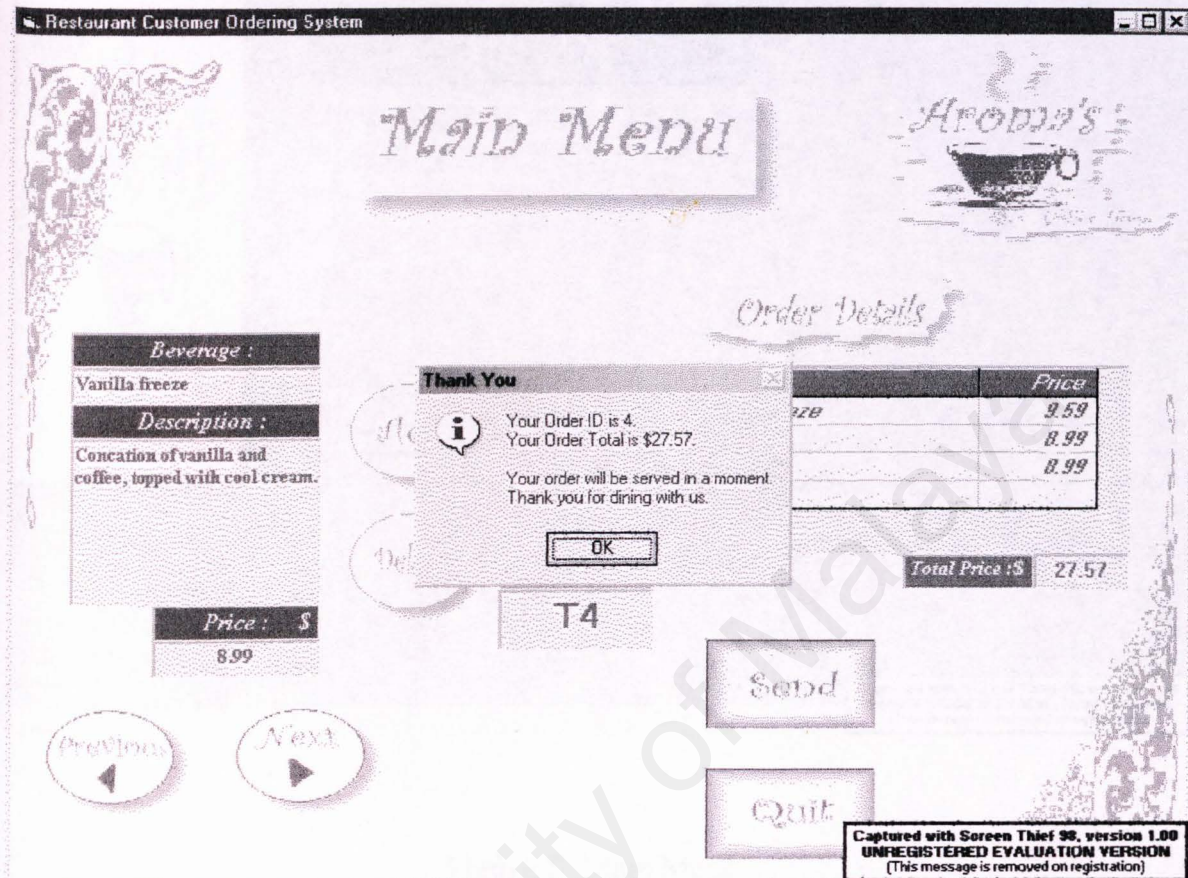 Restaurant Customer Ordering System
Main Menu
Aroma's
Order Details
Beverage :
Vanilla freeze
Description :
Concation of vanilla and
coffee, topped with cool cream.
Price : $
8.99
Thank You
Your Order ID is 4.
Your Order Total is $27.57.
Your order will be served in a moment.
Thank you for dining with us.
OK
Price
9.59
8.99
8.99
Total Price :$ 27.57
T4
Send
Previous
Next
Quit
Captured with Screen Thief 98, version 1.00
UNREGISTERED EVALUATION VERSION
(This message is removed on registration)
University of Malaya